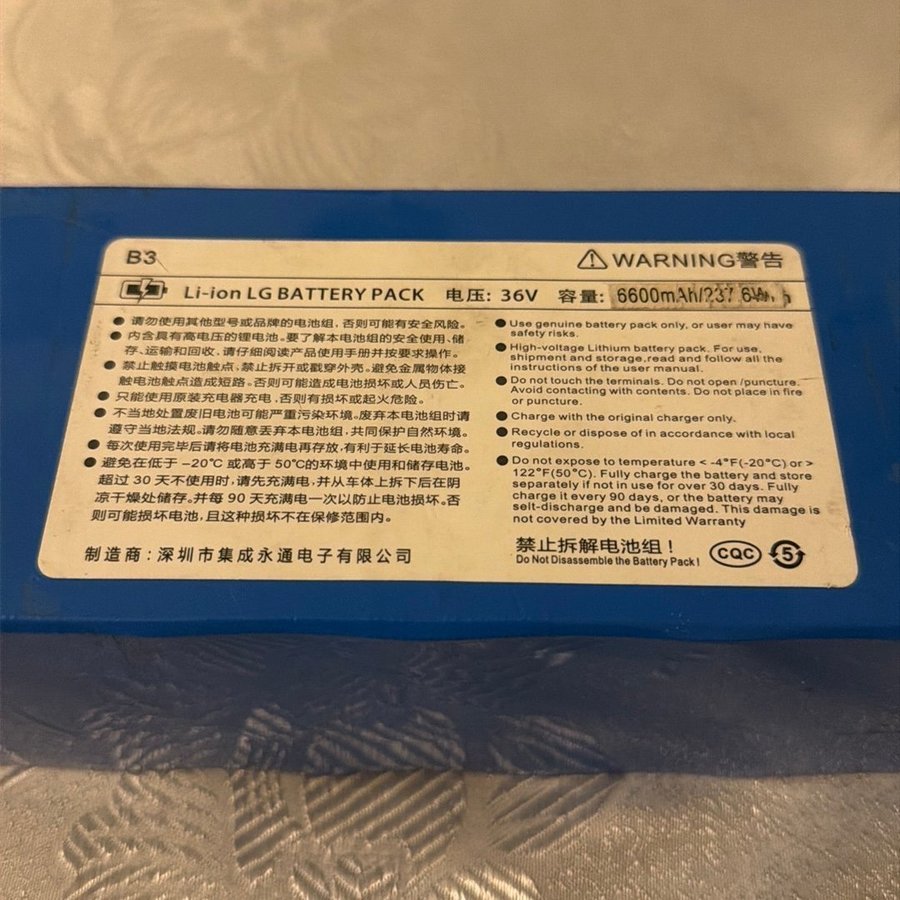 B3
⚠ WARNING警告
Li-ion LG BATTERY PACK 电压: 36V 容量: 6600mAh/237.6Wh
● 请勿使用其他型号或品牌的电池组，否则可能有安全风险。
● 内含具有高电压的锂电池。要了解本电池组的安全使用、储
存、运输和回收，请仔细阅读产品使用手册并按要求操作。
● 禁止触摸电池触点、禁止拆开或戳穿外壳。避免金属物体接
触电池触点造成短路。否则可能造成电池损坏或人员伤亡。
● 只能使用原装充电器充电，否则有损坏或起火危险。
● 不当地处置废旧电池可能严重污染环境。废弃本电池组时请
遵守当地法规。请勿随意丢弃本电池组，共同保护自然环境。
● 每次使用完毕后请将电池充满电再存放，有利于延长电池寿命。
● 避免在低于 -20°C 或高于 50°C的环境中使用和储存电池。
超过 30 天不使用时，请先充满电，并从车体上拆下后在阴
凉干燥处储存。并每 90 天充满电一次以防止电池损坏。否
则可能损坏电池，且这种损坏不在保修范围内。
制造商：深圳市集成永通电子有限公司
● Use genuine battery pack only, or user may have
safety risks.
● High-voltage Lithium battery pack. For use,
shipment and storage,read and follow all the
instructions of the user manual.
● Do not touch the terminals. Do not open /puncture.
Avoid contacting with contents. Do not place in fire
or puncture.
● Charge with the original charger only.
● Recycle or dispose of in accordance with local
regulations.
● Do not expose to temperature < -4°F(-20°C) or >
122°F(50°C). Fully charge the battery and store
separately if not in use for over 30 days. Fully
charge it every 90 days, or the battery may
selt-discharge and be damaged. This damage is
not covered by the Limited Warranty
禁止拆解电池组！
Do Not Disassemble the Battery Pack!
CQC
5